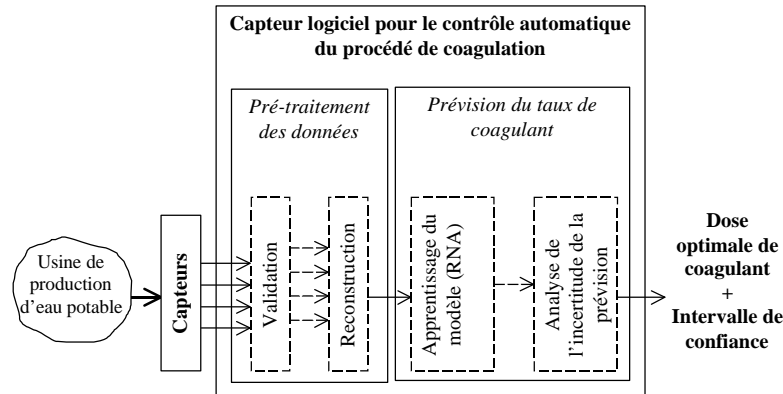 Capteur logiciel pour le contrôle automatique
du procédé de coagulation
Pré-traitement
des données
Prévision du taux de
coagulant
Usine de
production
d'eau potable
Capteurs
Validation
Reconstruction
Apprentissage du
modèle (RNA)
Analyse de
l'incertitude de la
prévision
Dose
optimale de
coagulant
+
Intervalle de
confiance